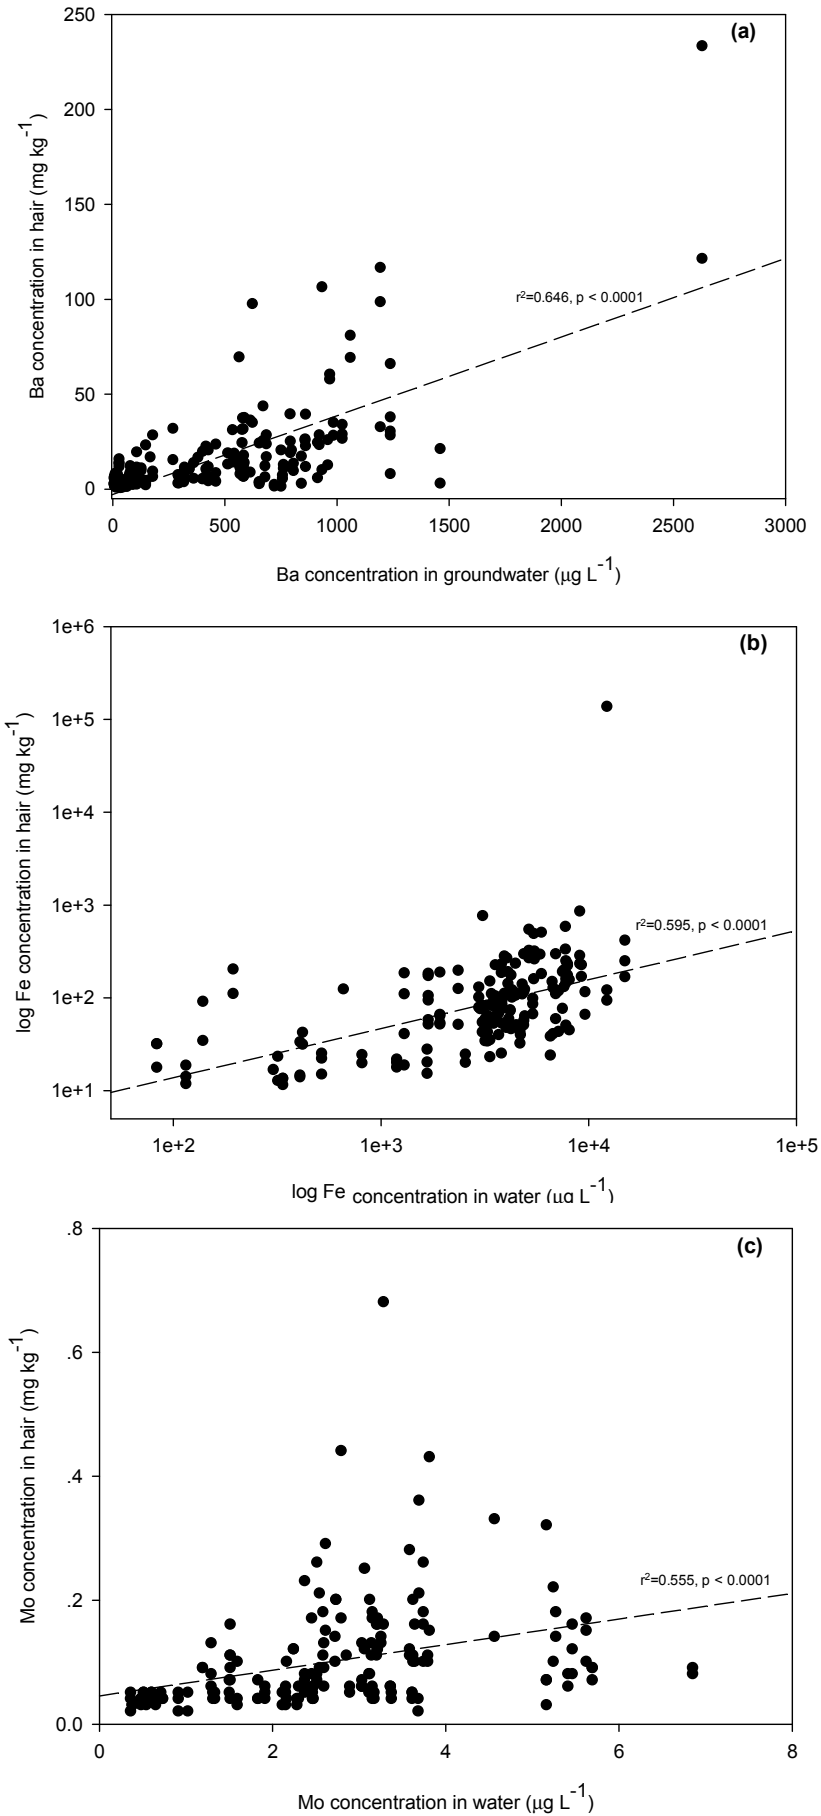 250
(a)
200
150
100
50
0
Ba concentration in hair (mg kg-1)
r2=0.646, p < 0.0001
0 500 1000 1500 2000 2500 3000
Ba concentration in groundwater (µg L-1)
1e+6
(b)
1e+5
1e+4
1e+3
1e+2
1e+1
log Fe concentration in hair (mg kg-1)
r2=0.595, p < 0.0001
1e+2 1e+3 1e+4 1e+5
log Fe concentration in water (µg L-1)
.8
(c)
.6
.4
.2
0.0
Mo concentration in hair (mg kg-1)
r2=0.555, p < 0.0001
0 2 4 6 8
Mo concentration in water (µg L-1)